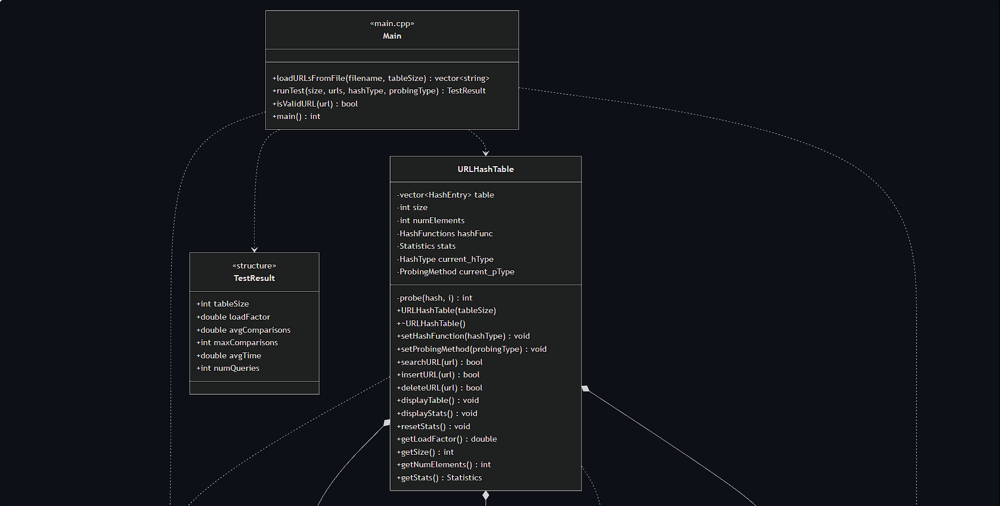 «main.cpp»
Main
+loadURLsFromFile(filename, tableSize) : vector<string>
+runTest(size, urls, hashType, probingType) : TestResult
+isValidURL(url) : bool
+main() : int
URLHashTable
-vector<HashEntry> table
-int size
-int numElements
-HashFunctions hashFunc
-Statistics stats
-HashType current_hType
-ProbingMethod current_pType
-probe(hash, i) : int
+URLHashTable(tableSize)
+~URLHashTable()
+setHashFunction(hashType) : void
+setProbingMethod(probingType) : void
+searchURL(url) : bool
+insertURL(url) : bool
+deleteURL(url) : bool
+displayTable() : void
+displayStats() : void
+resetStats() : void
+getLoadFactor() : double
+getSize() : int
+getNumElements() : int
+getStats() : Statistics
«structure»
TestResult
+int tableSize
+double loadFactor
+double avgComparisons
+int maxComparisons
+double avgTime
+int numQueries